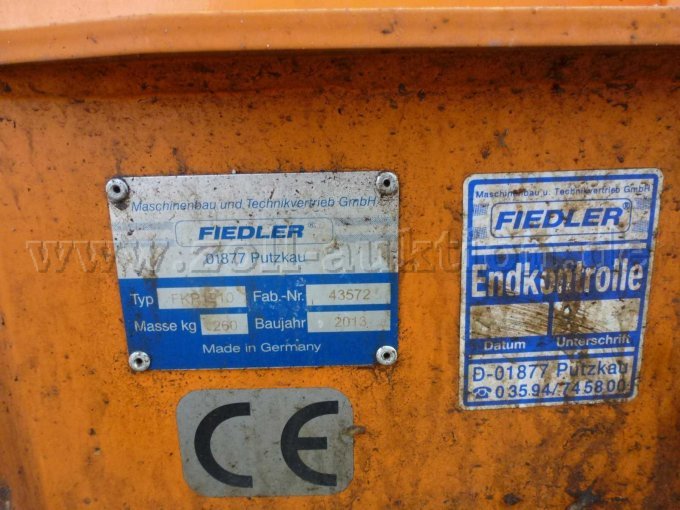 Maschinenbau und Technikvertrieb GmbH
FIEDLER®
01877 Putzkau
Typ Fab.-Nr. 43572
Masse kg 260 Baujahr 2013
Made in Germany
CE
Maschinenbau u. Technikvertrieb GmbH
FIEDLER®
Endkontrolle
Datum Unterschrift
D-01877 Putzkau
☎ 03594/745800
www.zoll-auktion.de